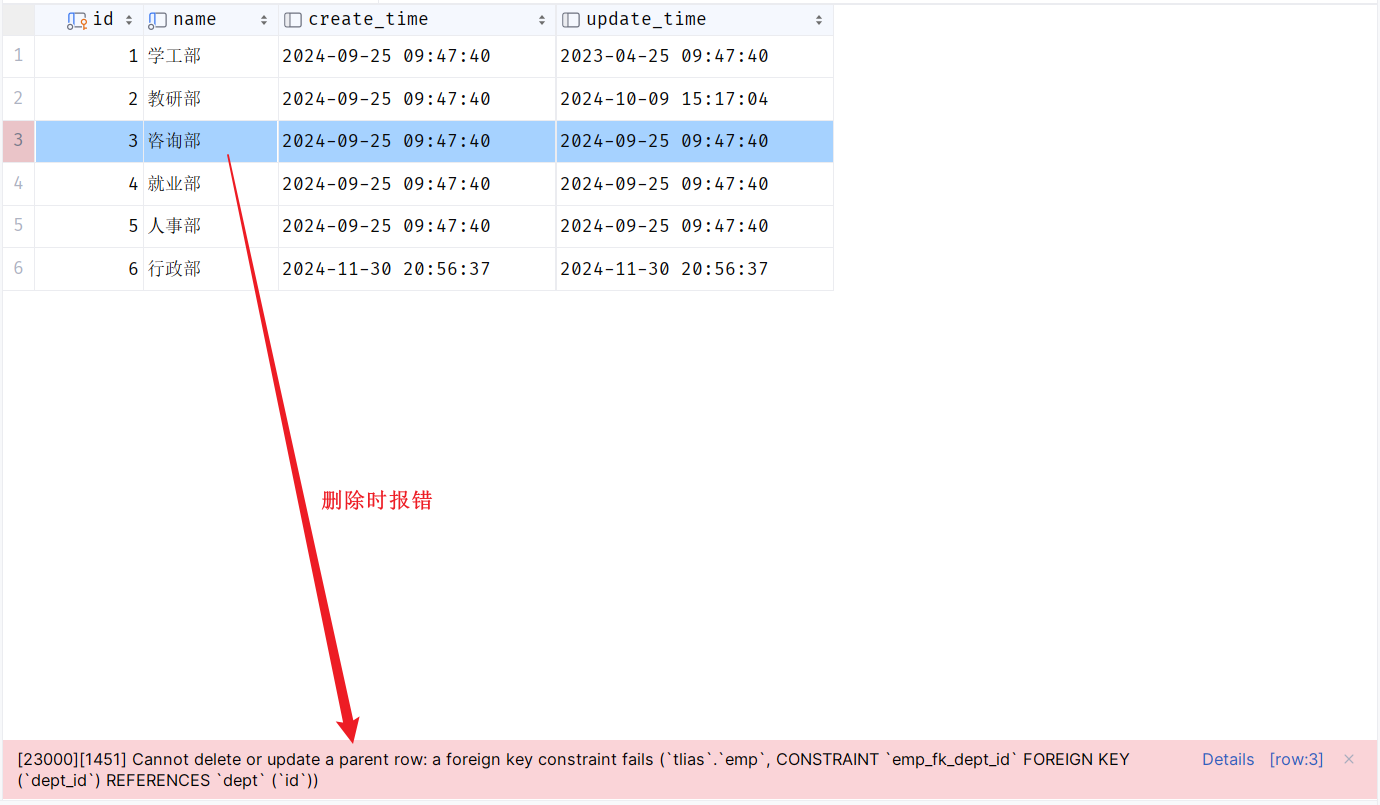 id name create_time update_time
1 1 学工部 2024-09-25 09:47:40 2023-04-25 09:47:40
2 2 教研部 2024-09-25 09:47:40 2024-10-09 15:17:04
3 3 咨询部 2024-09-25 09:47:40 2024-09-25 09:47:40
4 4 就业部 2024-09-25 09:47:40 2024-09-25 09:47:40
5 5 人事部 2024-09-25 09:47:40 2024-09-25 09:47:40
6 6 行政部 2024-11-30 20:56:37 2024-11-30 20:56:37
删除时报错
[23000][1451] Cannot delete or update a parent row: a foreign key constraint fails (`tlias`.`emp`, CONSTRAINT `emp_fk_dept_id` FOREIGN KEY Details [row:3]
(`dept_id`) REFERENCES `dept` (`id`))